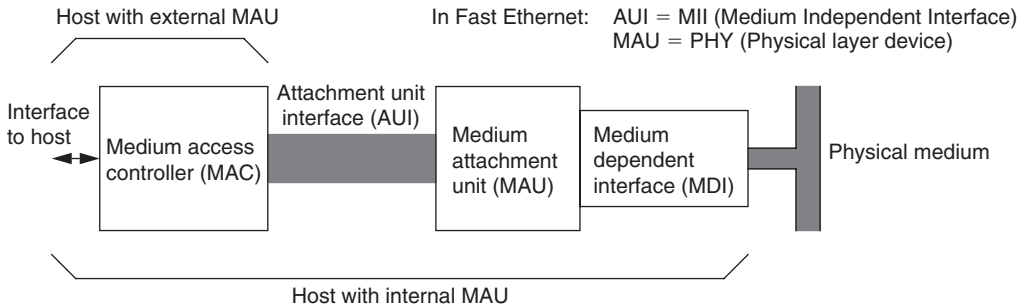 Host with external MAU
In Fast Ethernet: AUI = MII (Medium Independent Interface)
MAU = PHY (Physical layer device)
Interface
to host
Medium access
controller (MAC)
Attachment unit
interface (AUI)
Medium
attachment
unit (MAU)
Medium
dependent
interface (MDI)
Physical medium
Host with internal MAU